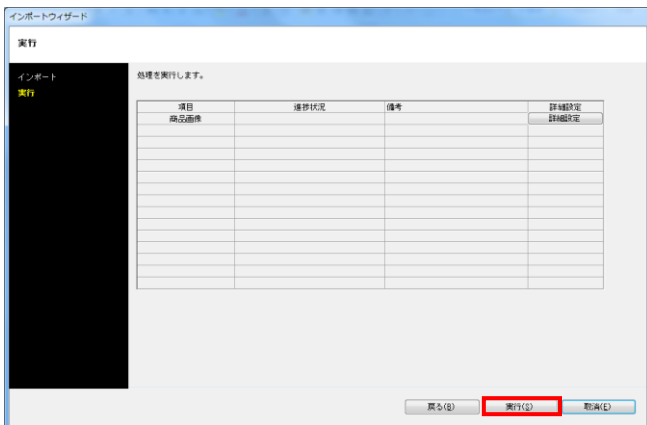 インポートウィザード
実行
インポート
実行
処理を実行します。
項目 進捗状況 備考 詳細設定
商品画像 詳細設定
戻る(B) 実行(S) 取消(E)